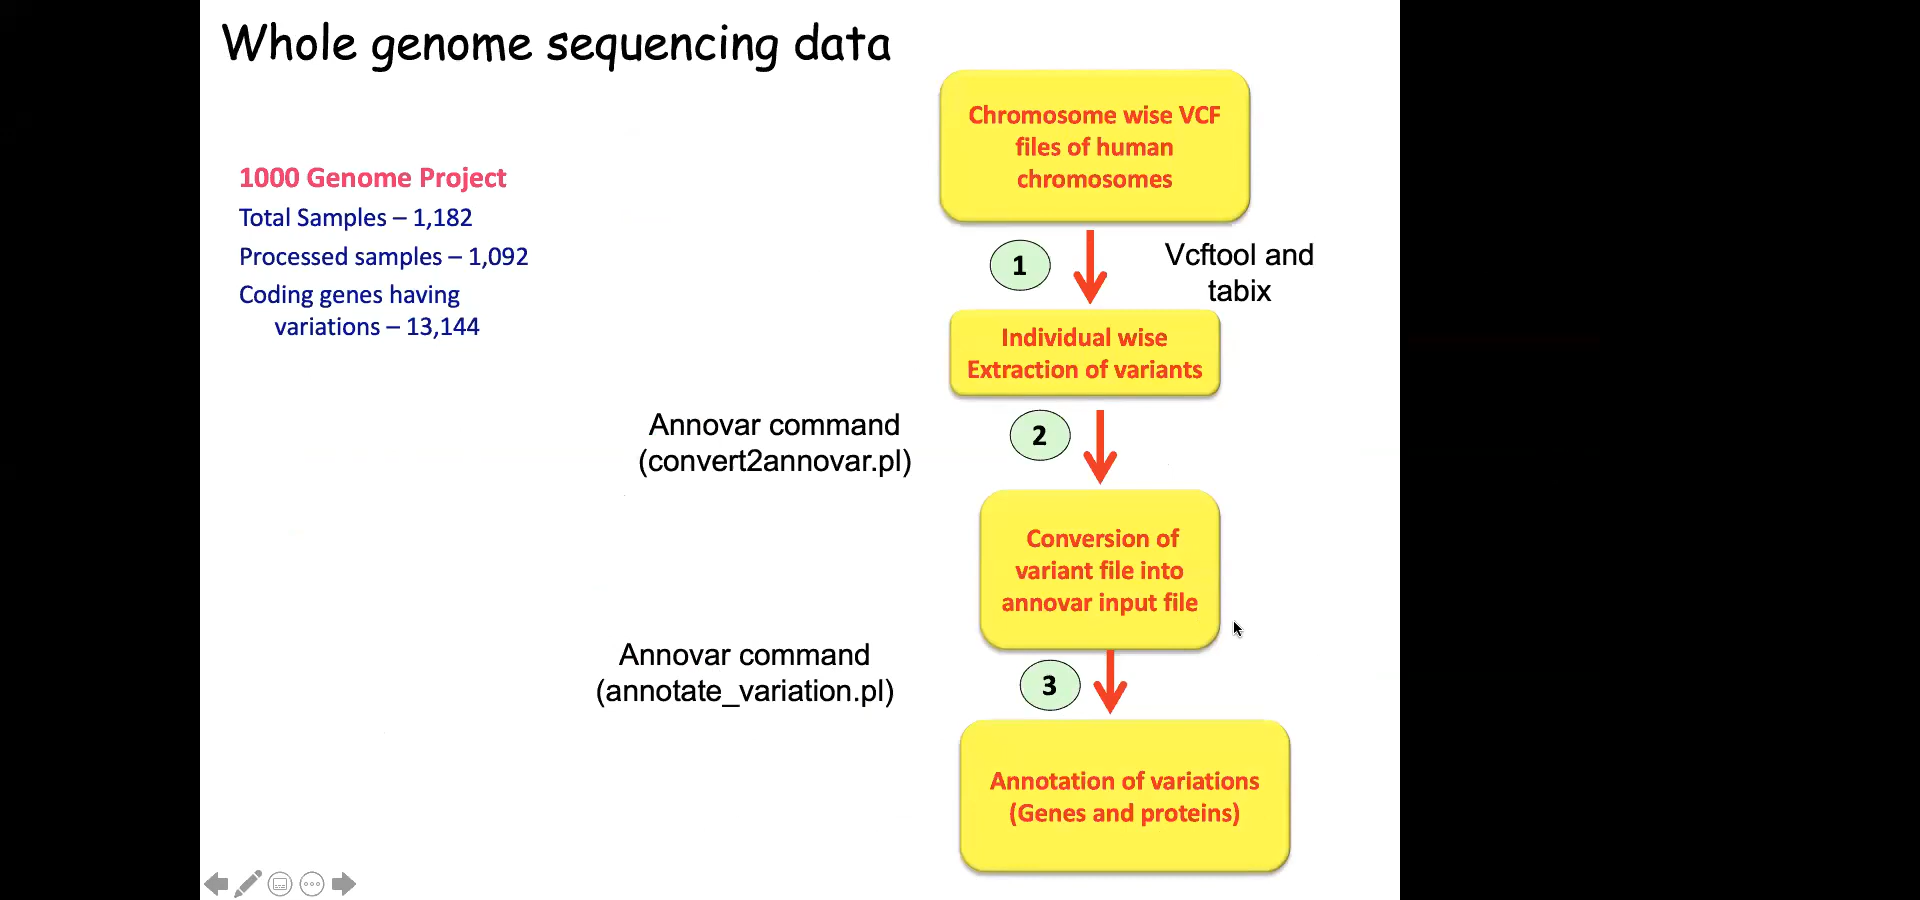 Whole genome sequencing data
1000 Genome Project
Total Samples – 1,182
Processed samples – 1,092
Coding genes having
variations – 13,144
Chromosome wise VCF
files of human
chromosomes
1
Vcftool and
tabix
Individual wise
Extraction of variants
Annovar command
(convert2annovar.pl)
2
Conversion of
variant file into
annovar input file
Annovar command
(annotate_variation.pl)
3
Annotation of variations
(Genes and proteins)